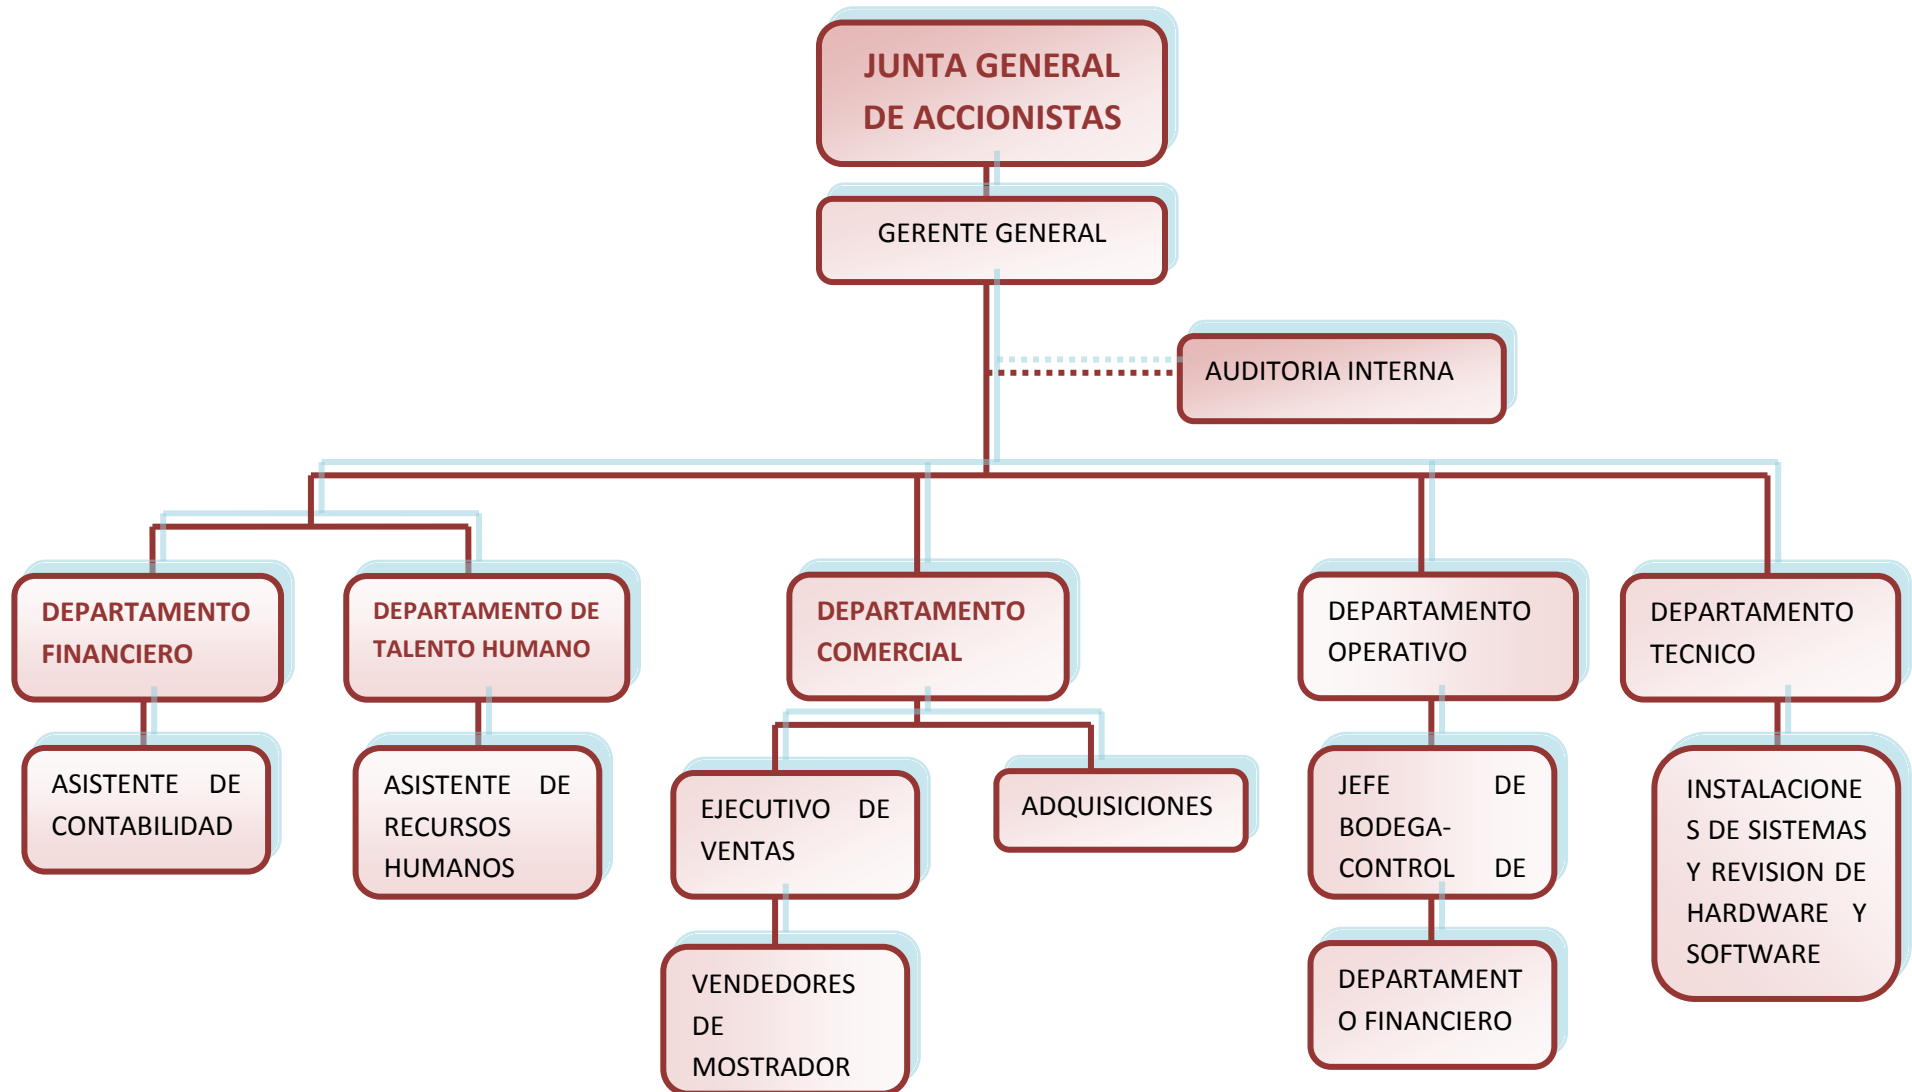 JUNTA GENERAL
DE ACCIONISTAS
GERENTE GENERAL
AUDITORIA INTERNA
DEPARTAMENTO
FINANCIERO
DEPARTAMENTO DE
TALENTO HUMANO
DEPARTAMENTO
COMERCIAL
DEPARTAMENTO
OPERATIVO
DEPARTAMENTO
TECNICO
ASISTENTE DE
CONTABILIDAD
ASISTENTE DE
RECURSOS
HUMANOS
EJECUTIVO DE
VENTAS
ADQUISICIONES
JEFE DE
BODEGA-
CONTROL DE
INSTALACIONE
S DE SISTEMAS
Y REVISION DE
HARDWARE Y
SOFTWARE
VENDEDORES
DE
MOSTRADOR
DEPARTAMENT
O FINANCIERO